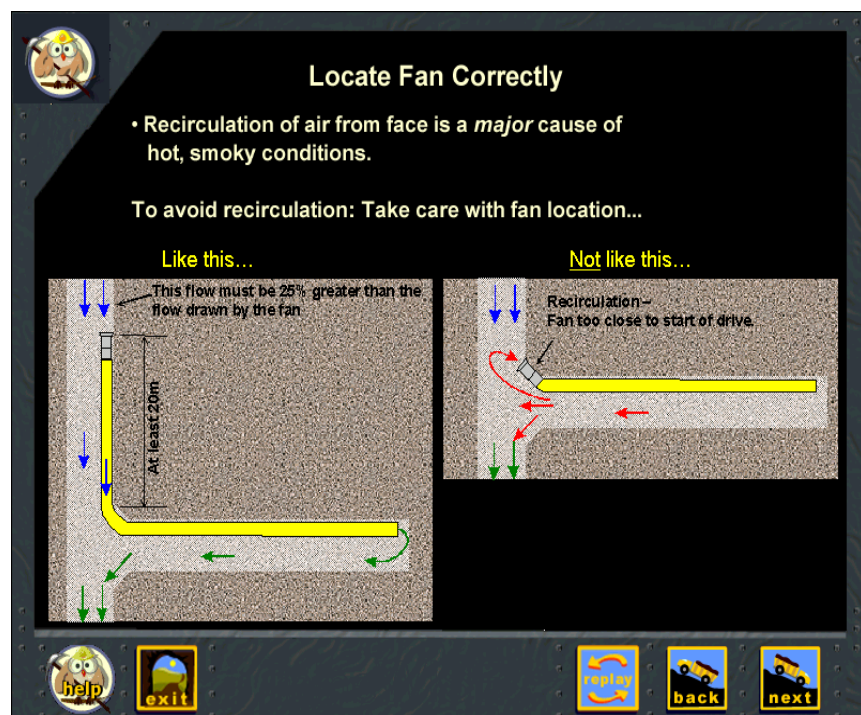 Locate Fan Correctly
• Recirculation of air from face is a major cause of
hot, smoky conditions.
To avoid recirculation: Take care with fan location...
Like this…
This flow must be 25% greater than the
flow drawn by the fan
At least 20m
Not like this…
Recirculation –
Fan too close to start of drive.
help
exit
replay
back
next